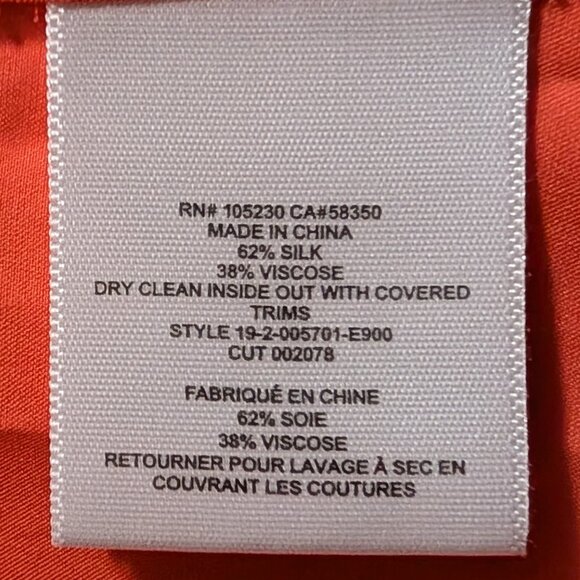 RN# 105230 CA#58350
MADE IN CHINA
62% SILK
38% VISCOSE
DRY CLEAN INSIDE OUT WITH COVERED
TRIMS
STYLE 19-2-005701-E900
CUT 002078
FABRIQUÉ EN CHINE
62% SOIE
38% VISCOSE
RETOURNER POUR LAVAGE À SEC EN
COUVRANT LES COUTURES